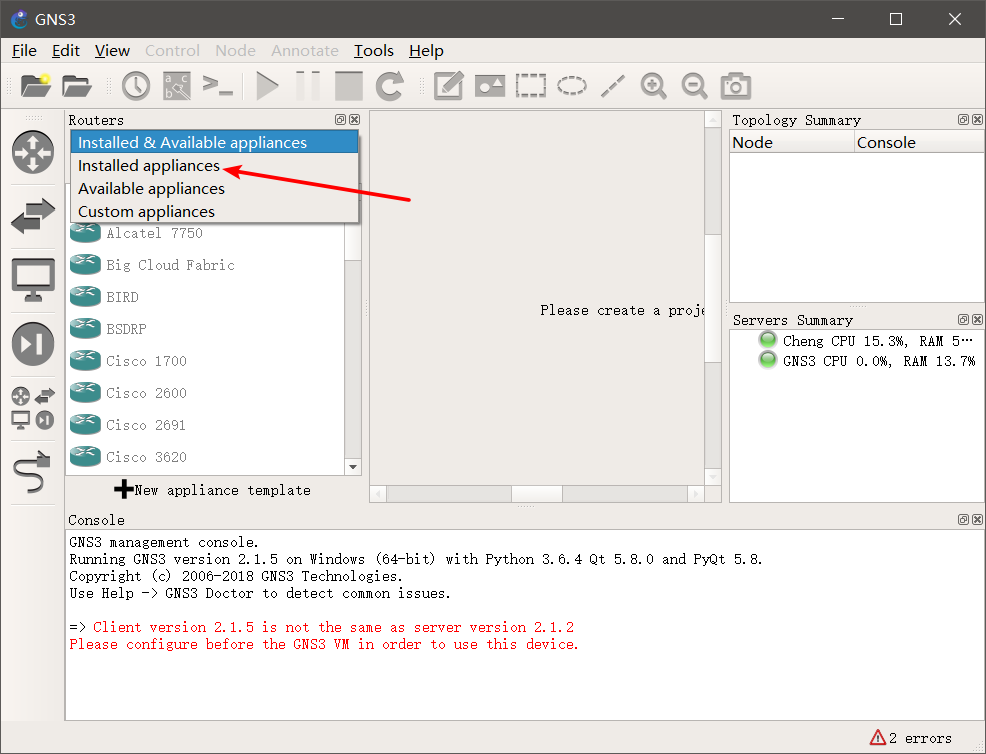 GNS3
File Edit View Control Node Annotate Tools Help
Routers
Installed & Available appliances
Installed appliances
Available appliances
Custom appliances
Alcatel 7750
Big Cloud Fabric
BIRD
BSDRP
Cisco 1700
Cisco 2600
Cisco 2691
Cisco 3620
New appliance template
Please create a proje
Topology Summary
Node Console
Servers Summary
Cheng CPU 15.3%, RAM 5…
GNS3 CPU 0.0%, RAM 13.7%
Console
GNS3 management console.
Running GNS3 version 2.1.5 on Windows (64-bit) with Python 3.6.4 Qt 5.8.0 and PyQt 5.8.
Copyright (c) 2006-2018 GNS3 Technologies.
Use Help -> GNS3 Doctor to detect common issues.
=> Client version 2.1.5 is not the same as server version 2.1.2
Please configure before the GNS3 VM in order to use this device.
2 errors